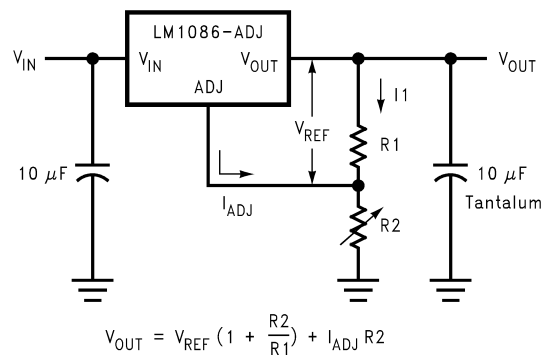 LM1086-ADJ
V_IN
V_IN
V_OUT
V_OUT
ADJ
I1
V_REF
R1
10 µF
10 µF
Tantalum
I_ADJ
R2
V_OUT = V_REF (1 + R2/R1) + I_ADJ R2